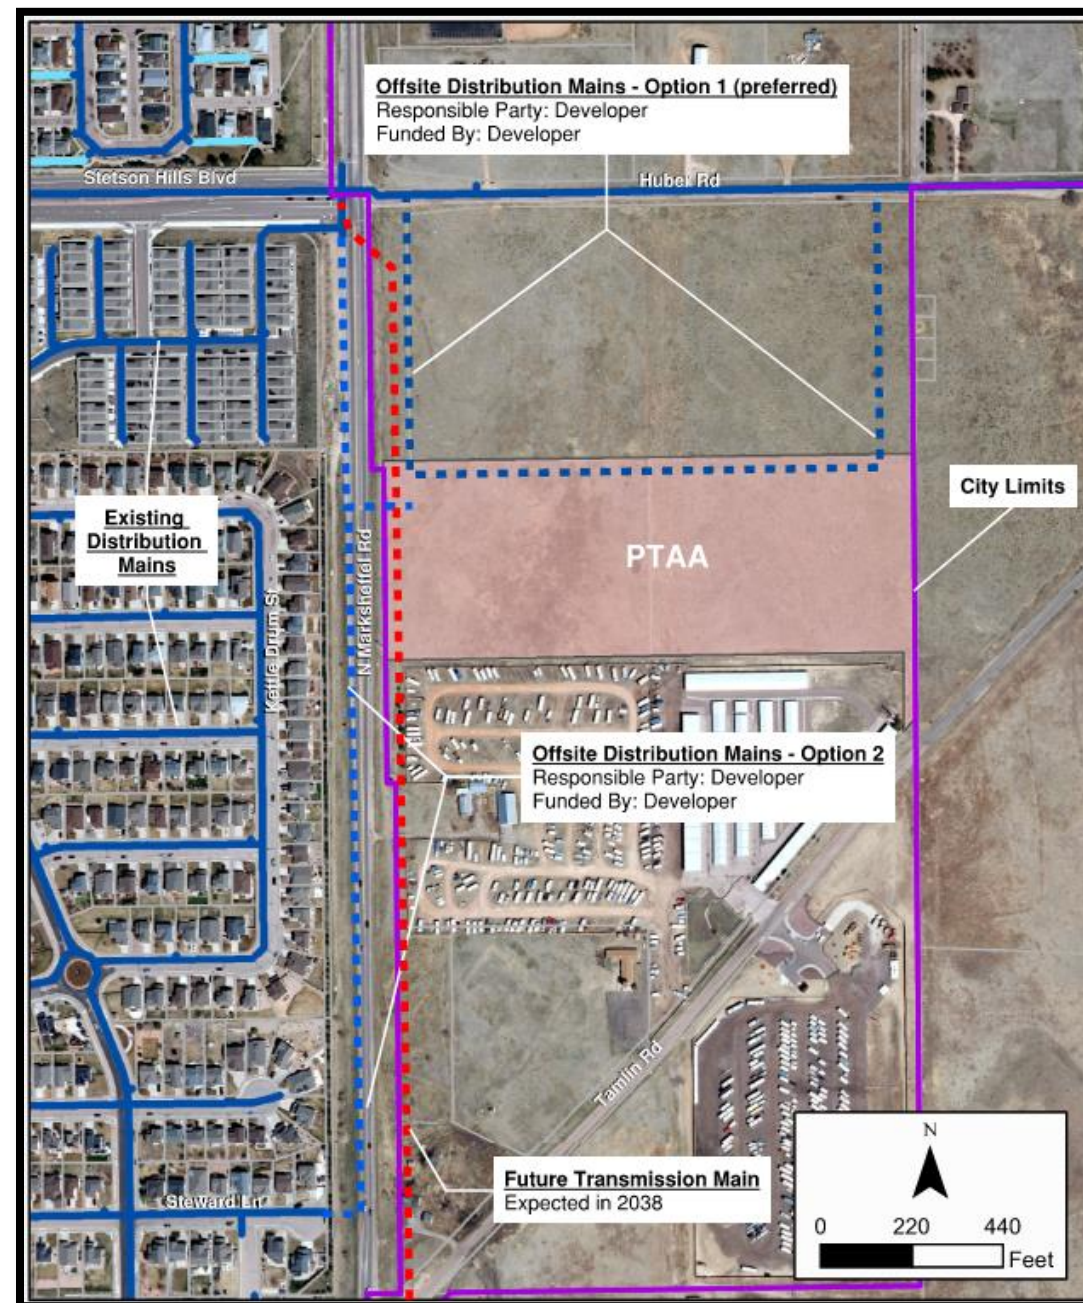 Offsite Distribution Mains - Option 1 (preferred)
Responsible Party: Developer
Funded By: Developer
Stetson Hills Blvd
Huber Rd
City Limits
Existing
Distribution
Mains
N Marksheffel Rd
PTAA
Kettle Drum St
Offsite Distribution Mains - Option 2
Responsible Party: Developer
Funded By: Developer
Tamlin Rd
Future Transmission Main
Expected in 2038
Steward Ln
N
0 220 440
Feet